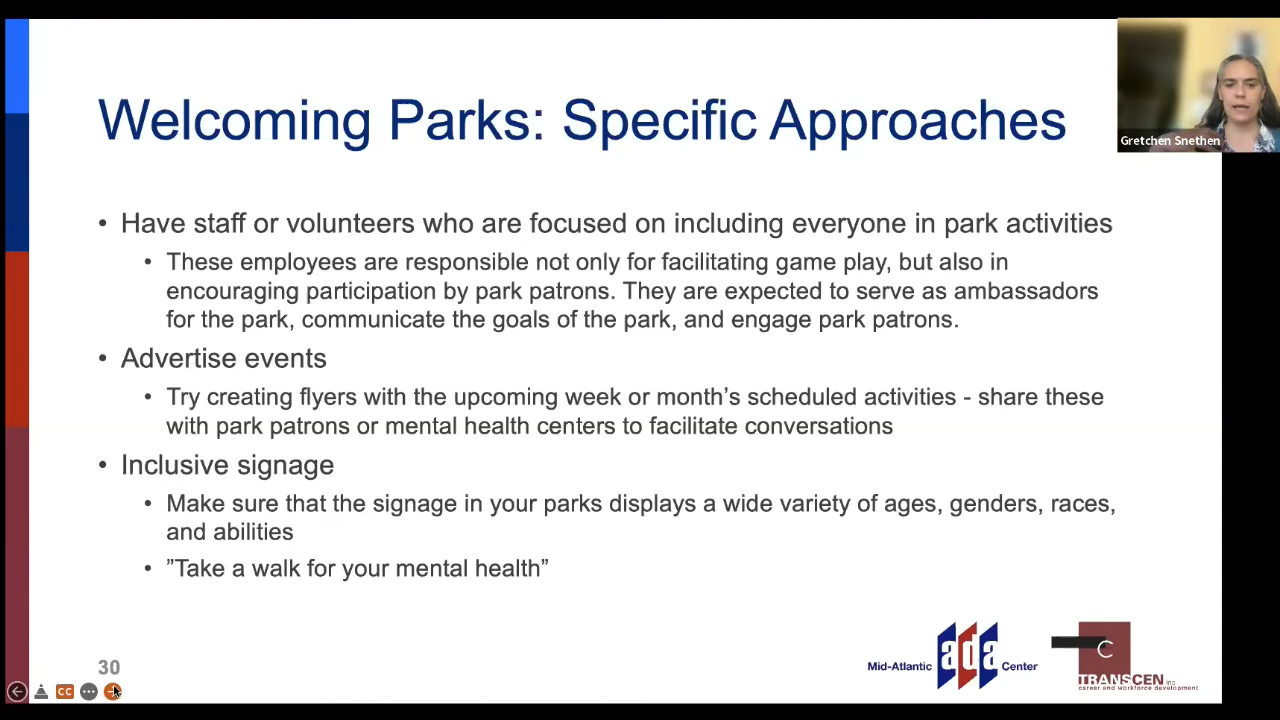 Welcoming Parks: Specific Approaches
Gretchen Snethen
• Have staff or volunteers who are focused on including everyone in park activities
• These employees are responsible not only for facilitating game play, but also in
encouraging participation by park patrons. They are expected to serve as ambassadors
for the park, communicate the goals of the park, and engage park patrons.
• Advertise events
• Try creating flyers with the upcoming week or month’s scheduled activities - share these
with park patrons or mental health centers to facilitate conversations
• Inclusive signage
• Make sure that the signage in your parks displays a wide variety of ages, genders, races,
and abilities
• ”Take a walk for your mental health”
Mid-Atlantic ada Center
C
TRANSCEN inc.
career and workforce development
30
CC